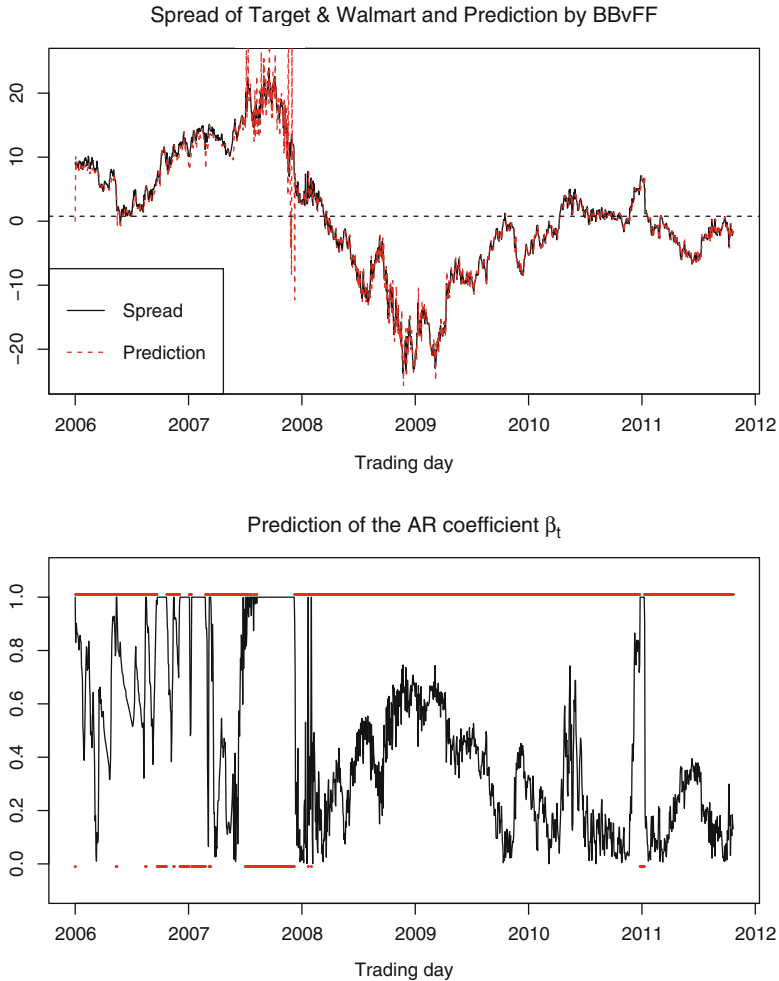 Spread of Target & Walmart and Prediction by BBvFF
20
10
0
−10
−20
Spread
Prediction
2006 2007 2008 2009 2010 2011 2012
Trading day
Prediction of the AR coefficient βt
1.0
0.8
0.6
0.4
0.2
0.0
2006 2007 2008 2009 2010 2011 2012
Trading day